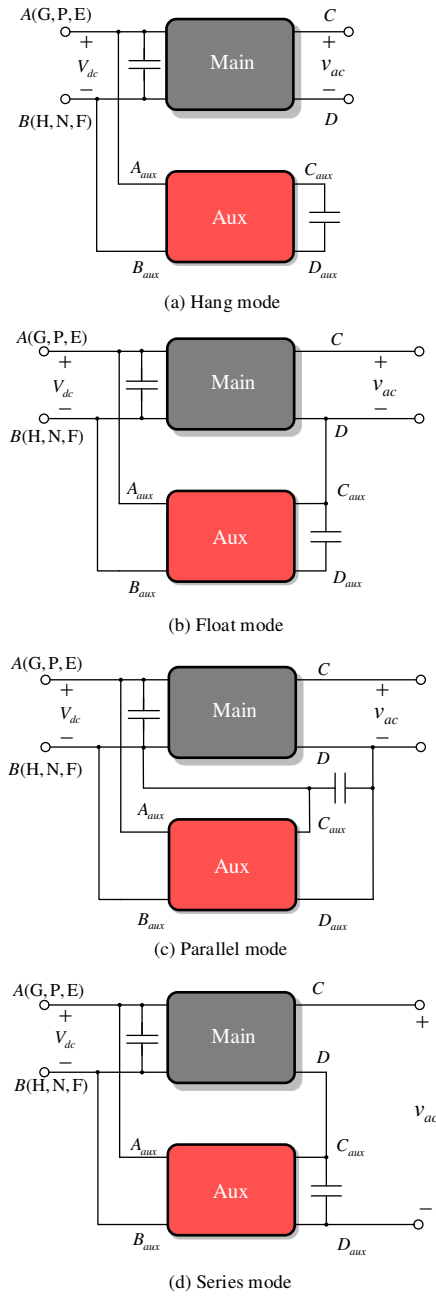 A(G, P, E) C
+ Main +
V_dc v_ac
− −
B(H, N, F) D
A_aux C_aux
Aux
B_aux D_aux
(a) Hang mode
A(G, P, E) C
+ Main +
V_dc v_ac
− −
B(H, N, F) D
A_aux C_aux
Aux
B_aux D_aux
(b) Float mode
A(G, P, E) C
+ Main +
V_dc v_ac
− −
B(H, N, F) D
A_aux C_aux
Aux
B_aux D_aux
(c) Parallel mode
A(G, P, E) C
+ Main +
V_dc
− D
B(H, N, F) v_ac
A_aux C_aux
Aux −
B_aux D_aux
(d) Series mode